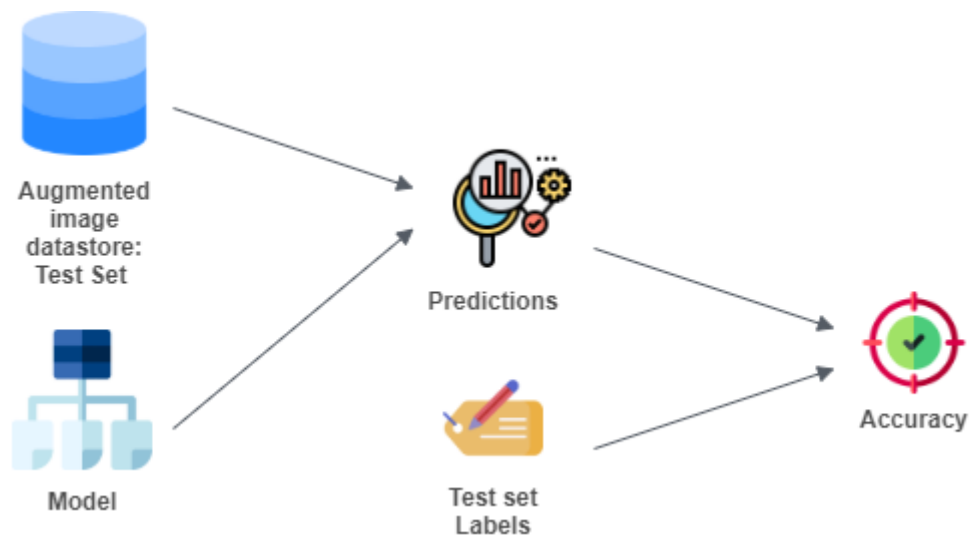 Augmented
image
datastore:
Test Set
Model
Predictions
Test set
Labels
Accuracy